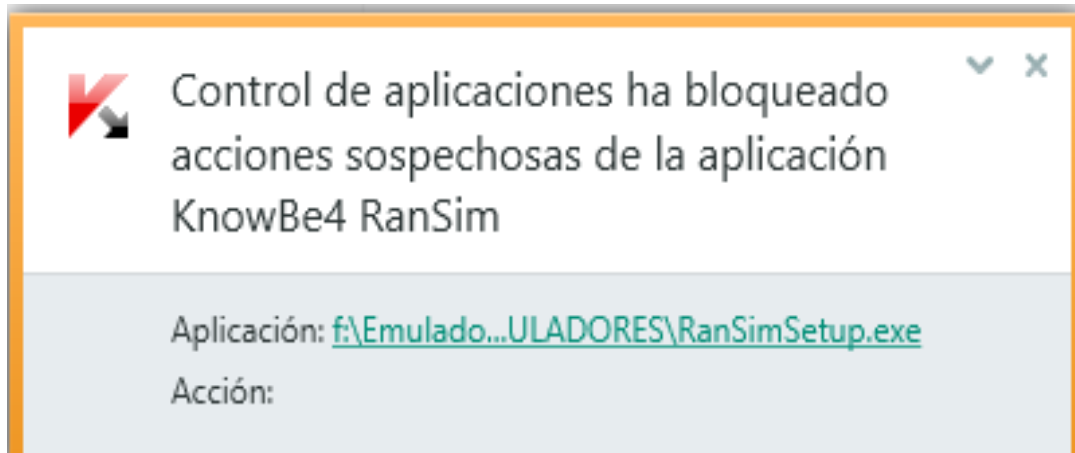 Control de aplicaciones ha bloqueado
acciones sospechosas de la aplicación
KnowBe4 RanSim
Aplicación: f:\Emulado...ULADORES\RanSimSetup.exe
Acción: